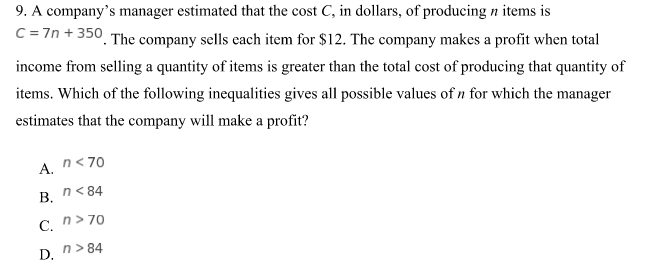 9. A company’s manager estimated that the cost C, in dollars, of producing n items is
C = 7n + 350. The company sells each item for $12. The company makes a profit when total
income from selling a quantity of items is greater than the total cost of producing that quantity of
items. Which of the following inequalities gives all possible values of n for which the manager
estimates that the company will make a profit?
A. n < 70
B. n < 84
C. n > 70
D. n > 84